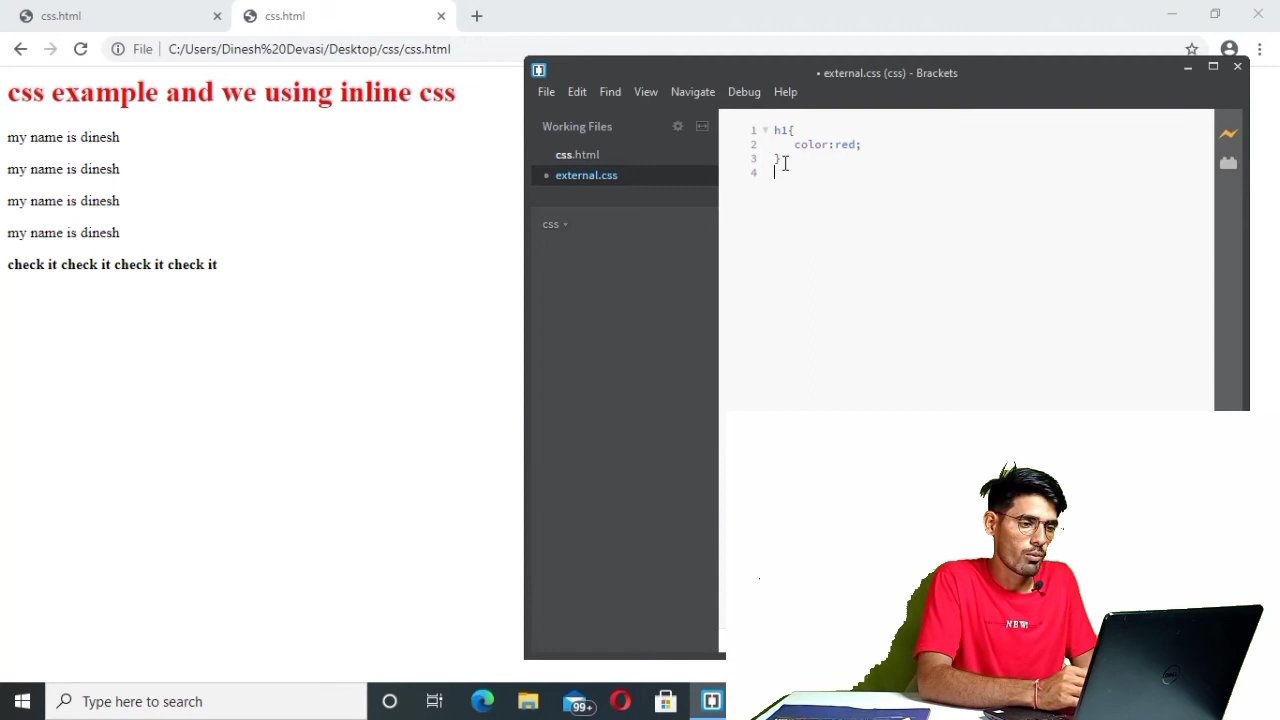 css.html
css.html
File C:/Users/Dinesh%20Devasi/Desktop/css/css.html
css example and we using inline css
my name is dinesh
my name is dinesh
my name is dinesh
my name is dinesh
check it check it check it check it
• external.css (css) - Brackets
File Edit Find View Navigate Debug Help
Working Files
css.html
external.css
css
1 h1{
2 color:red;
3 }
4
NEW
DELL
Type here to search
99+